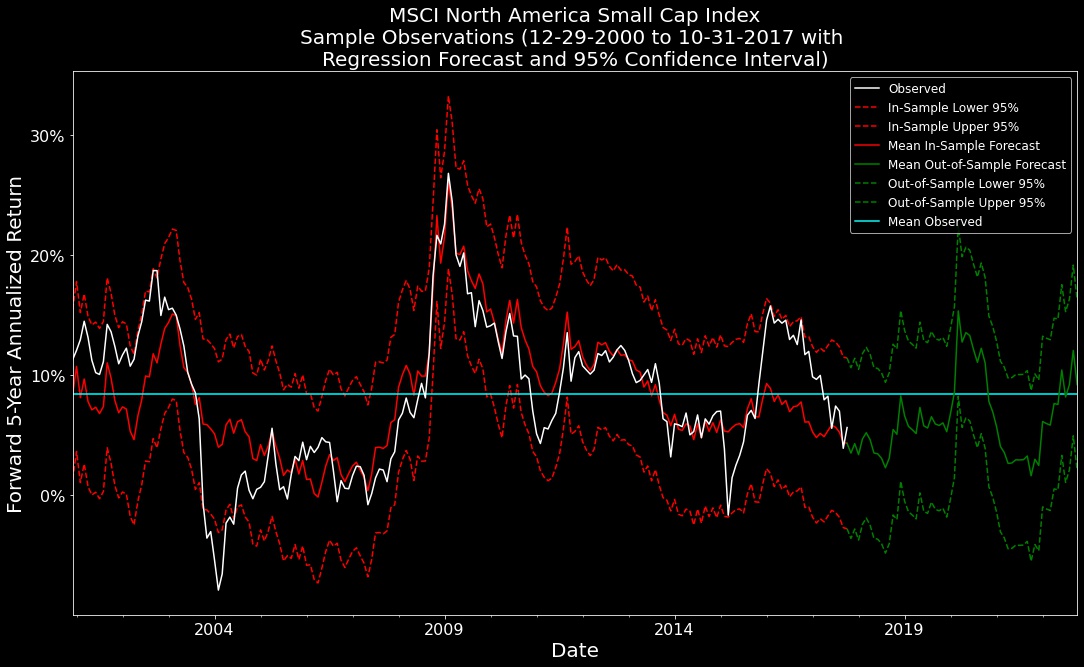 MSCI North America Small Cap Index
Sample Observations (12-29-2000 to 10-31-2017 with
Regression Forecast and 95% Confidence Interval)
Observed
In-Sample Lower 95%
In-Sample Upper 95%
Mean In-Sample Forecast
Mean Out-of-Sample Forecast
Out-of-Sample Lower 95%
Out-of-Sample Upper 95%
Mean Observed
Forward 5-Year Annualized Return
30%
20%
10%
0%
2004
2009
2014
2019
Date